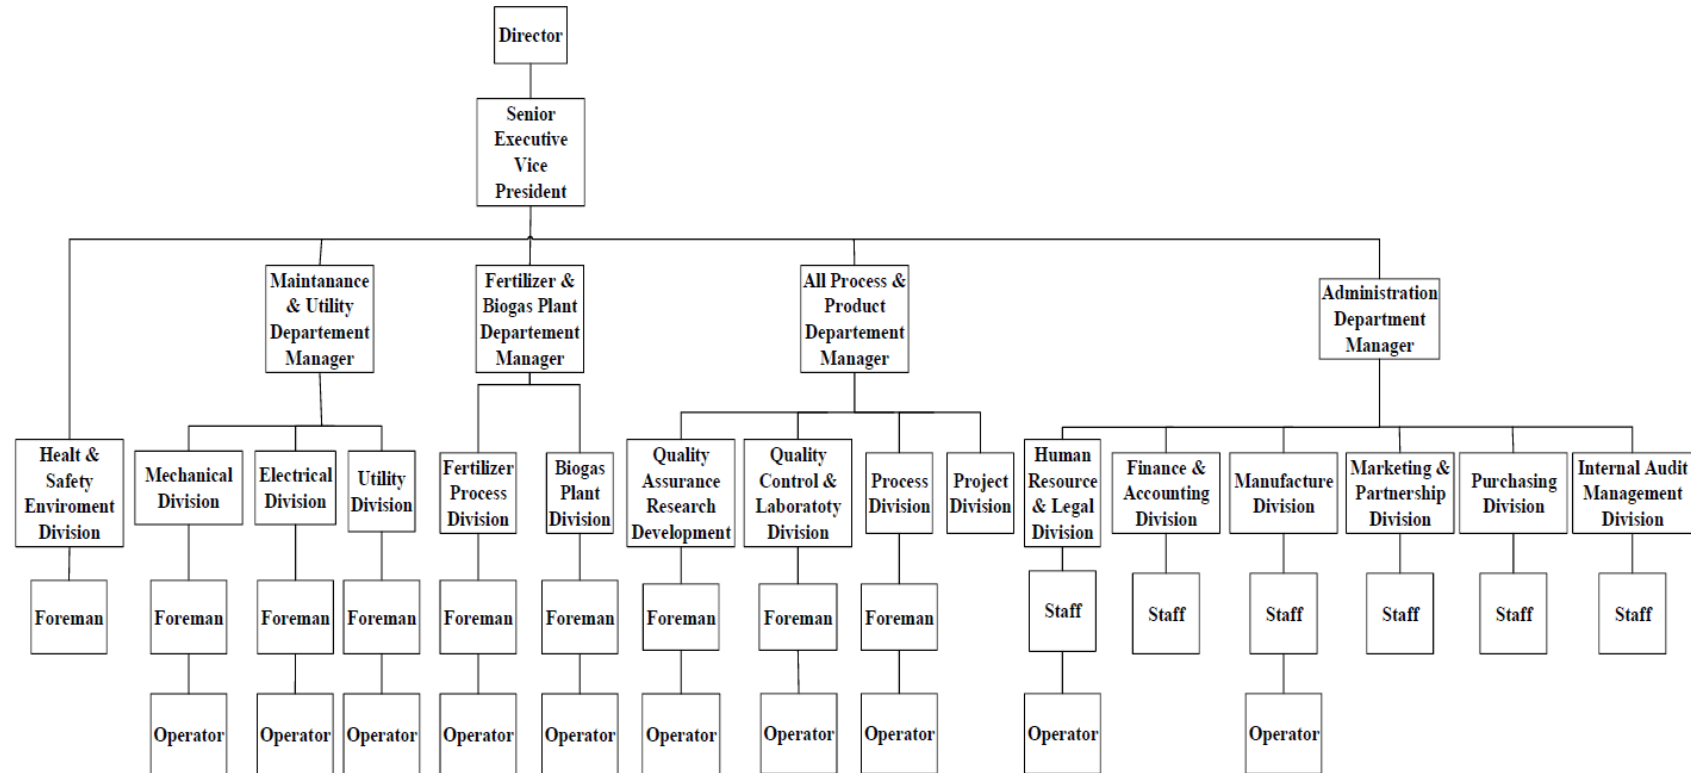 Director
Senior
Executive
Vice
President
Maintanance
& Utility
Departement
Manager
Fertilizer &
Biogas Plant
Departement
Manager
All Process &
Product
Departement
Manager
Administration
Department
Manager
Healt &
Safety
Enviroment
Division
Mechanical
Division
Electrical
Division
Utility
Division
Fertilizer
Process
Division
Biogas
Plant
Division
Quality
Assurance
Research
Development
Quality
Control &
Laboratoty
Division
Process
Division
Project
Division
Human
Resource
& Legal
Division
Finance &
Accounting
Division
Manufacture
Division
Marketing &
Partnership
Division
Purchasing
Division
Internal Audit
Management
Division
Foreman
Foreman
Foreman
Foreman
Foreman
Foreman
Foreman
Foreman
Foreman
Staff
Staff
Staff
Staff
Staff
Staff
Operator
Operator
Operator
Operator
Operator
Operator
Operator
Operator
Operator
Operator